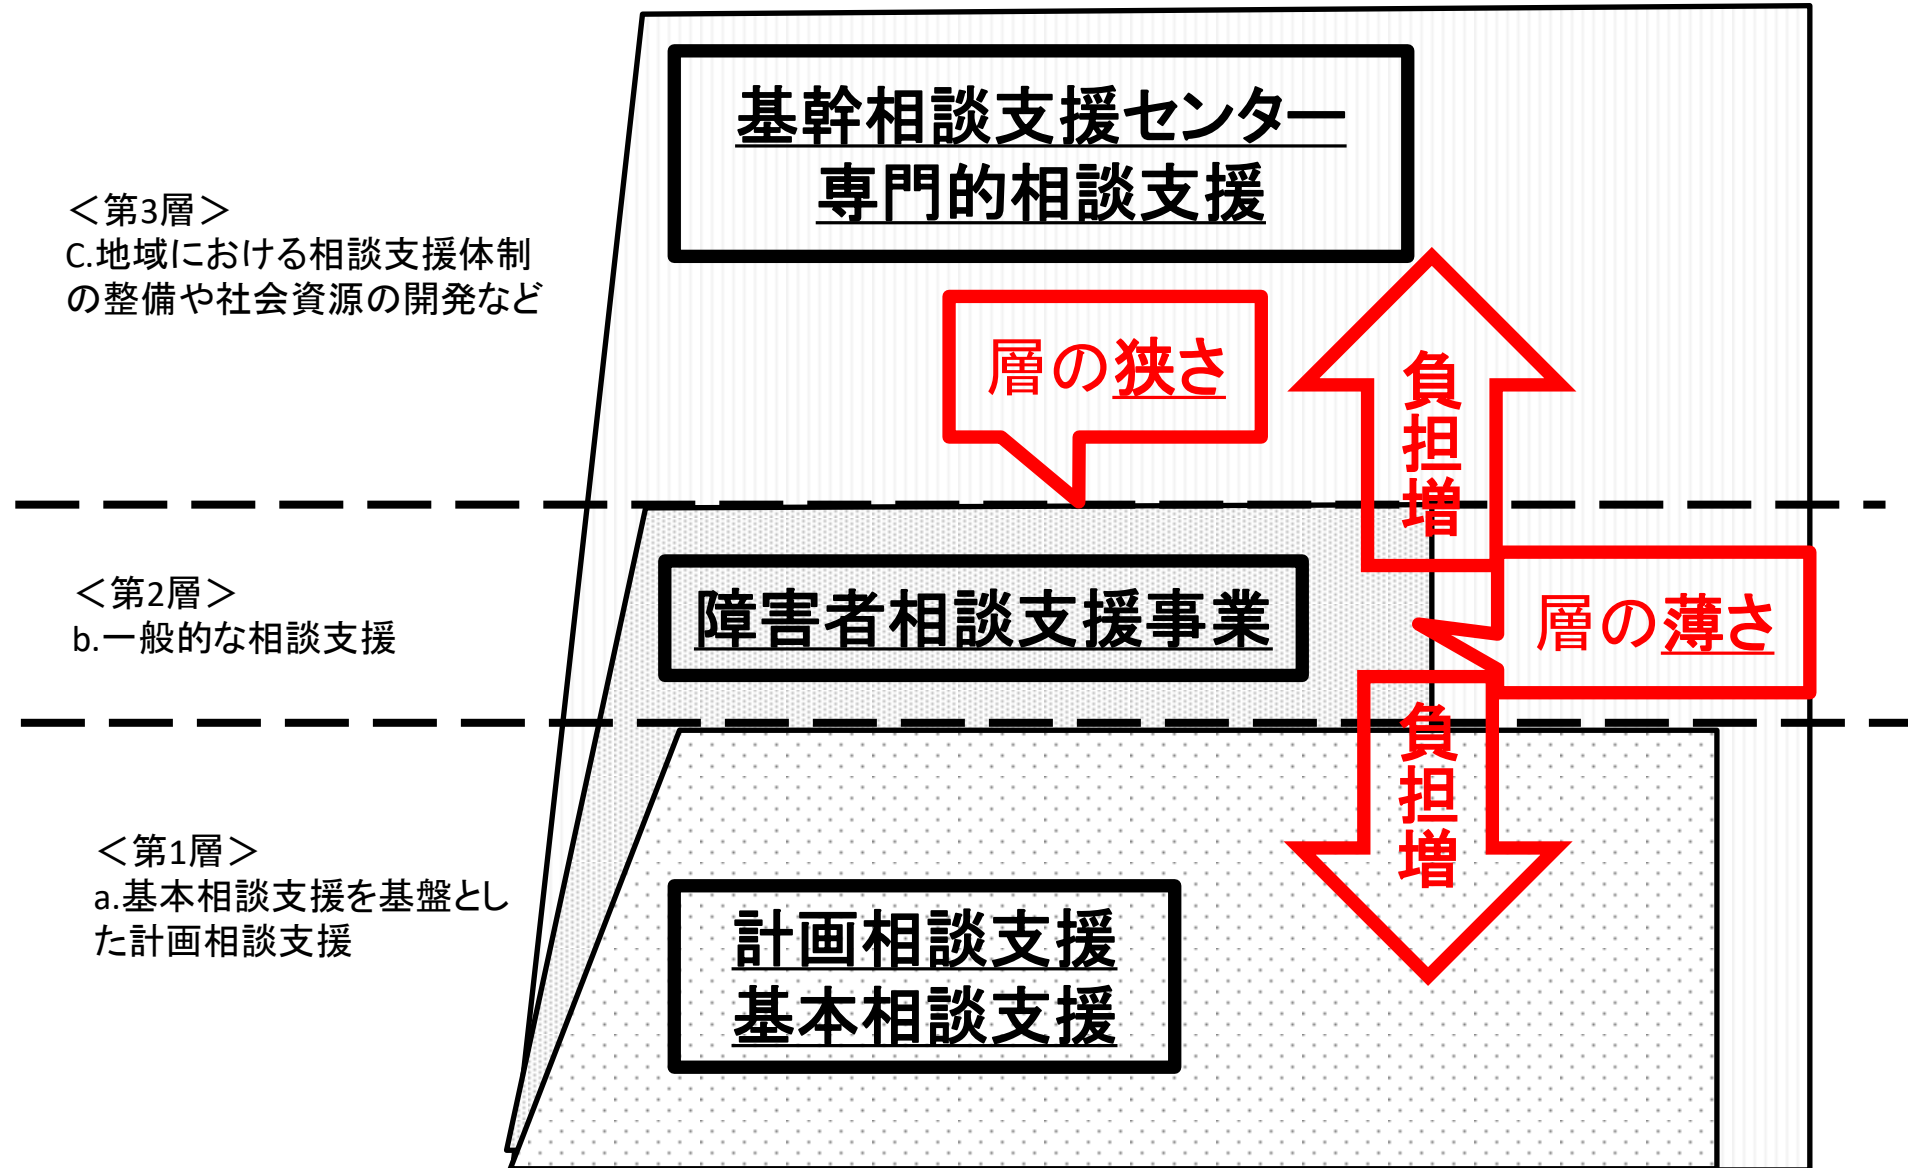 基幹相談支援センター
専門的相談支援
＜第3層＞
C.地域における相談支援体制
の整備や社会資源の開発など
層の狭さ
負担増
＜第2層＞
b.一般的な相談支援
障害者相談支援事業
層の薄さ
負担増
＜第1層＞
a.基本相談支援を基盤とし
た計画相談支援
計画相談支援
基本相談支援